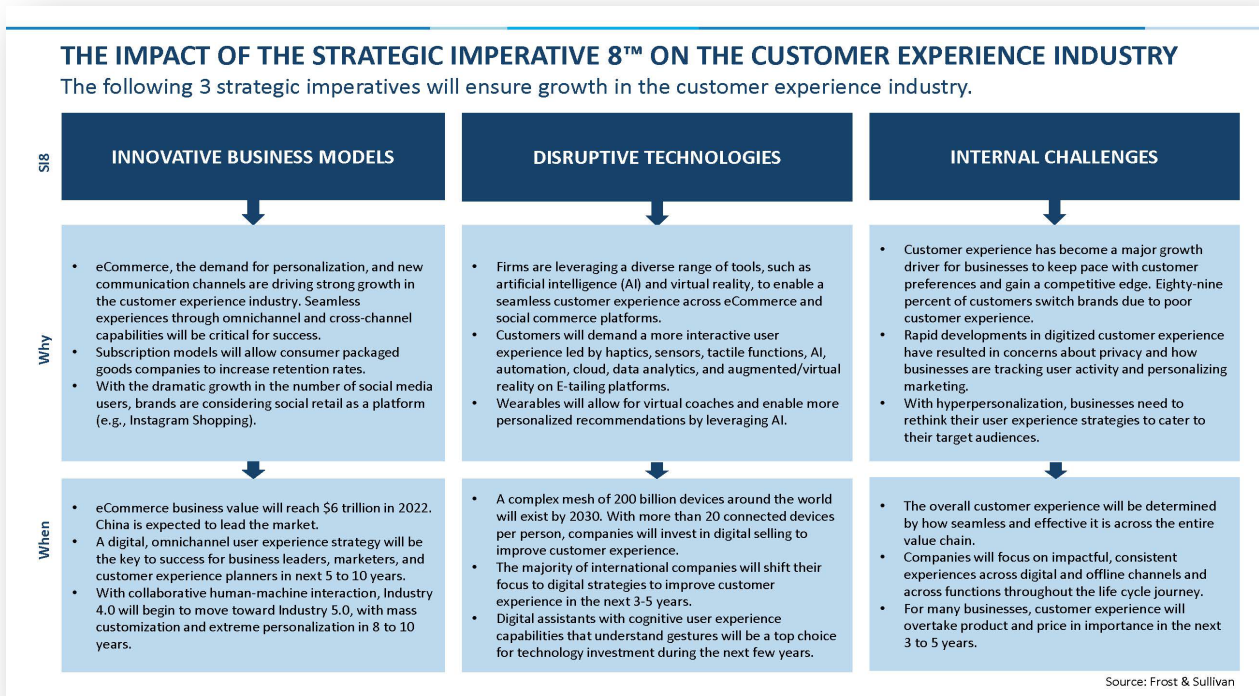 THE IMPACT OF THE STRATEGIC IMPERATIVE 8™ ON THE CUSTOMER EXPERIENCE INDUSTRY
The following 3 strategic imperatives will ensure growth in the customer experience industry.
SI8
INNOVATIVE BUSINESS MODELS
DISRUPTIVE TECHNOLOGIES
INTERNAL CHALLENGES
Why
• eCommerce, the demand for personalization, and new
communication channels are driving strong growth in
the customer experience industry. Seamless
experiences through omnichannel and cross-channel
capabilities will be critical for success.
• Subscription models will allow consumer packaged
goods companies to increase retention rates.
• With the dramatic growth in the number of social media
users, brands are considering social retail as a platform
(e.g., Instagram Shopping).
• Firms are leveraging a diverse range of tools, such as
artificial intelligence (AI) and virtual reality, to enable a
seamless customer experience across eCommerce and
social commerce platforms.
• Customers will demand a more interactive user
experience led by haptics, sensors, tactile functions, AI,
automation, cloud, data analytics, and augmented/virtual
reality on E-tailing platforms.
• Wearables will allow for virtual coaches and enable more
personalized recommendations by leveraging AI.
• Customer experience has become a major growth
driver for businesses to keep pace with customer
preferences and gain a competitive edge. Eighty-nine
percent of customers switch brands due to poor
customer experience.
• Rapid developments in digitized customer experience
have resulted in concerns about privacy and how
businesses are tracking user activity and personalizing
marketing.
• With hyperpersonalization, businesses need to
rethink their user experience strategies to cater to
their target audiences.
When
• eCommerce business value will reach $6 trillion in 2022.
China is expected to lead the market.
• A digital, omnichannel user experience strategy will be
the key to success for business leaders, marketers, and
customer experience planners in next 5 to 10 years.
• With collaborative human-machine interaction, Industry
4.0 will begin to move toward Industry 5.0, with mass
customization and extreme personalization in 8 to 10
years.
• A complex mesh of 200 billion devices around the world
will exist by 2030. With more than 20 connected devices
per person, companies will invest in digital selling to
improve customer experience.
• The majority of international companies will shift their
focus to digital strategies to improve customer
experience in the next 3-5 years.
• Digital assistants with cognitive user experience
capabilities that understand gestures will be a top choice
for technology investment during the next few years.
• The overall customer experience will be determined
by how seamless and effective it is across the entire
value chain.
• Companies will focus on impactful, consistent
experiences across digital and offline channels and
across functions throughout the life cycle journey.
• For many businesses, customer experience will
overtake product and price in importance in the next
3 to 5 years.
Source: Frost & Sullivan